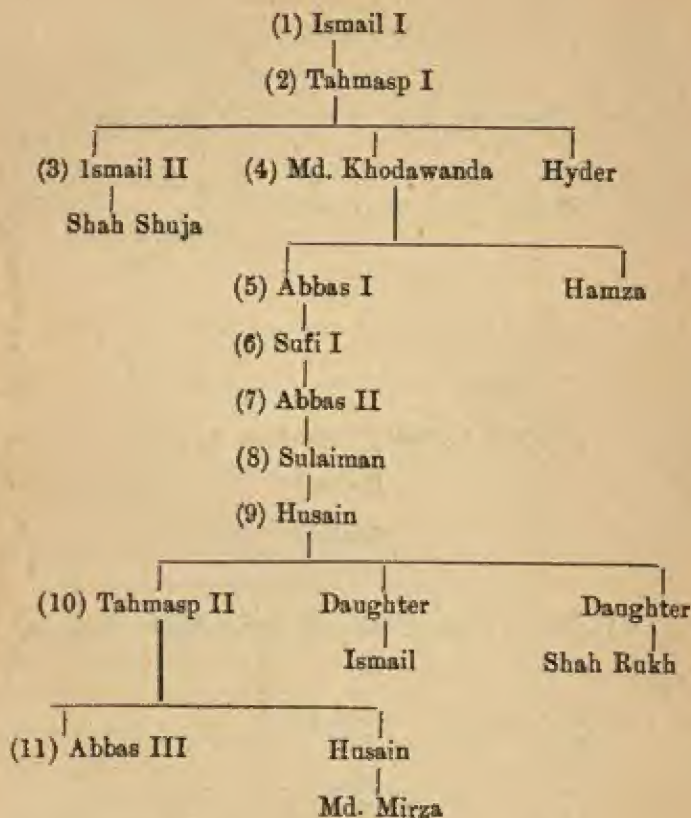 (1) Ismail I
(2) Tahmasp I
(3) Ismail II (4) Md. Khodawanda Hyder
Shah Shuja
(5) Abbas I Hamza
(6) Safi I
(7) Abbas II
(8) Sulaiman
(9) Husain
(10) Tahmasp II Daughter Daughter
Ismail Shah Rukh
(11) Abbas III Husain
Md. Mirza